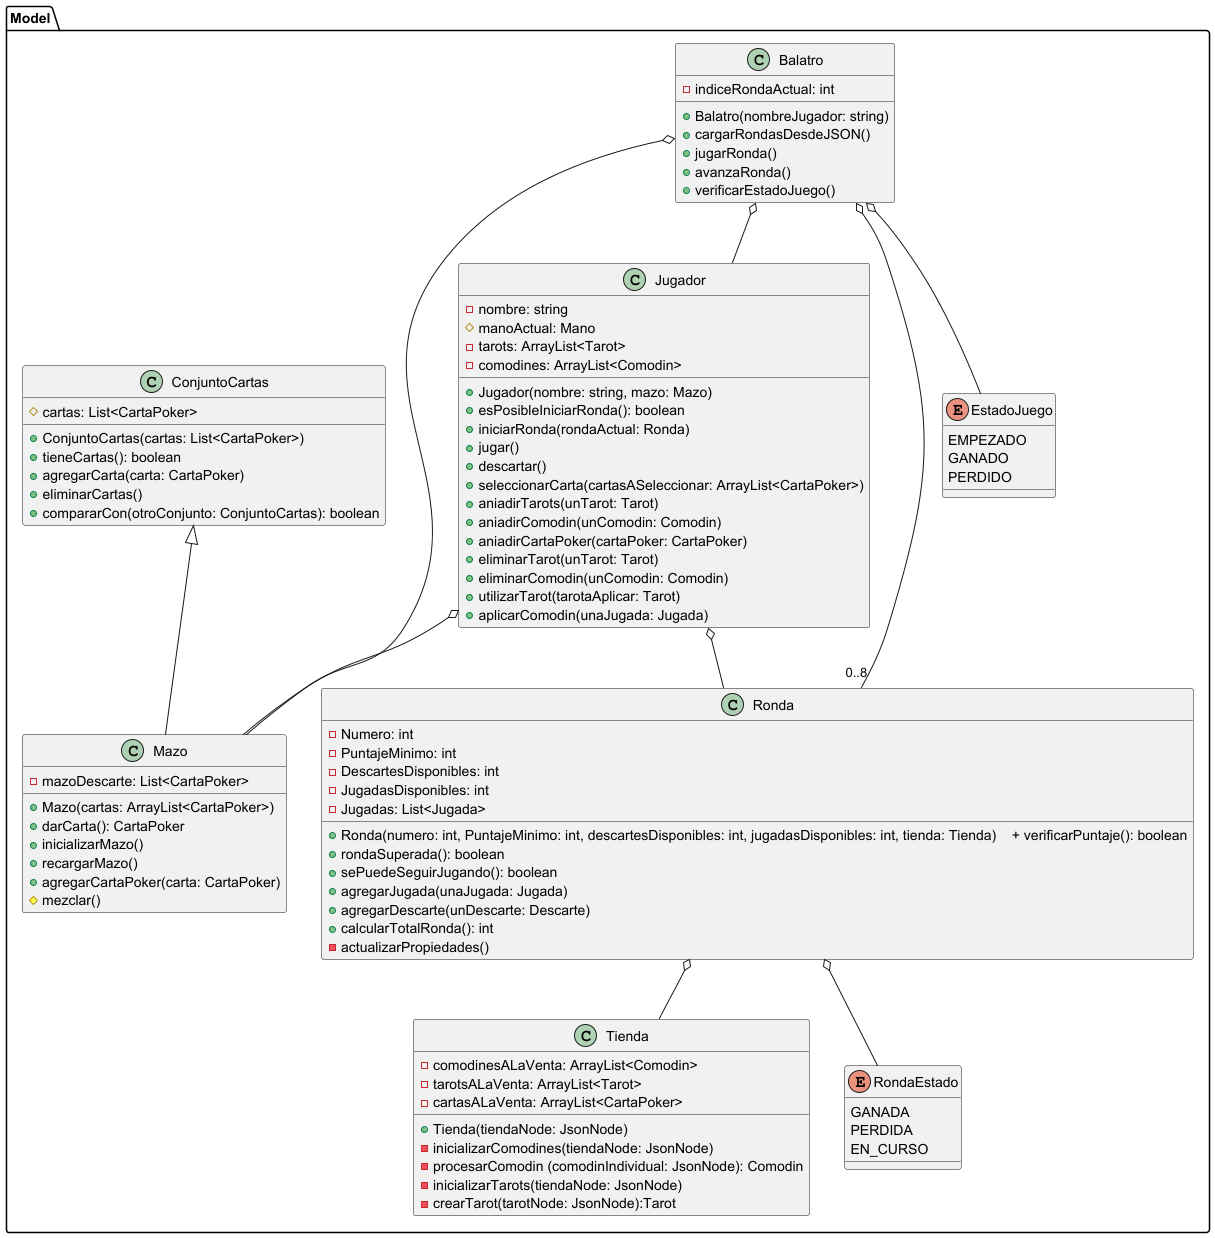 Model
C Balatro
indiceRondaActual: int
Balatro(nombreJugador: string)
cargarRondasDesdeJSON()
jugarRonda()
avanzaRonda()
verificarEstadoJuego()
C Jugador
nombre: string
manoActual: Mano
tarots: ArrayList<Tarot>
comodines: ArrayList<Comodin>
Jugador(nombre: string, mazo: Mazo)
esPosibleIniciarRonda(): boolean
iniciarRonda(rondaActual: Ronda)
jugar()
descartar()
seleccionarCarta(cartasASeleccionar: ArrayList<CartaPoker>)
aniadirTarots(unTarot: Tarot)
aniadirComodin(unComodin: Comodin)
aniadirCartaPoker(cartaPoker: CartaPoker)
eliminarTarot(unTarot: Tarot)
eliminarComodin(unComodin: Comodin)
utilizarTarot(tarotaAplicar: Tarot)
aplicarComodin(unaJugada: Jugada)
C ConjuntoCartas
cartas: List<CartaPoker>
ConjuntoCartas(cartas: List<CartaPoker>)
tieneCartas(): boolean
agregarCarta(carta: CartaPoker)
eliminarCartas()
compararCon(otroConjunto: ConjuntoCartas): boolean
E EstadoJuego
EMPEZADO
GANADO
PERDIDO
0..8
C Mazo
mazoDescarte: List<CartaPoker>
Mazo(cartas: ArrayList<CartaPoker>)
darCarta(): CartaPoker
inicializarMazo()
recargarMazo()
agregarCartaPoker(carta: CartaPoker)
mezclar()
C Ronda
Numero: int
PuntajeMinimo: int
DescartesDisponibles: int
JugadasDisponibles: int
Jugadas: List<Jugada>
Ronda(numero: int, PuntajeMinimo: int, descartesDisponibles: int, jugadasDisponibles: int, tienda: Tienda) + verificarPuntaje(): boolean
rondaSuperada(): boolean
sePuedeSeguirJugando(): boolean
agregarJugada(unaJugada: Jugada)
agregarDescarte(unDescarte: Descarte)
calcularTotalRonda(): int
actualizarPropiedades()
C Tienda
comodinesALaVenta: ArrayList<Comodin>
tarotsALaVenta: ArrayList<Tarot>
cartasALaVenta: ArrayList<CartaPoker>
Tienda(tiendaNode: JsonNode)
inicializarComodines(tiendaNode: JsonNode)
procesarComodin (comodinIndividual: JsonNode): Comodin
inicializarTarots(tiendaNode: JsonNode)
crearTarot(tarotNode: JsonNode):Tarot
E RondaEstado
GANADA
PERDIDA
EN_CURSO